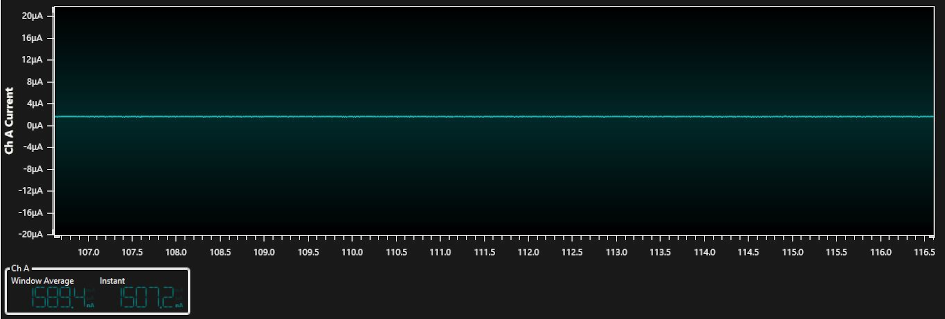 20µA
16µA
12µA
8µA
4µA
0µA
-4µA
-8µA
-12µA
-16µA
-20µA
Ch A Current
107.0 107.5 108.0 108.5 109.0 109.5 110.0 110.5 111.0 111.5 112.0 112.5 113.0 113.5 114.0 114.5 115.0 115.5 116.0 116.5
Ch A
Window Average Instant
1589.4 nA 1507.2 nA